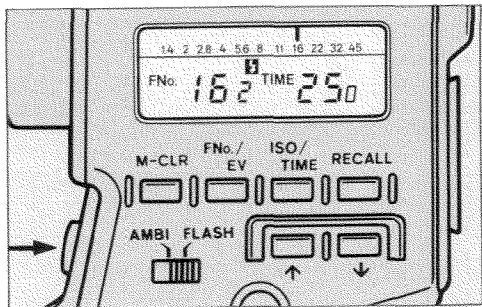 1.4 2 2.8 4 5.6 8 11 16 22 32 45
FNo. 16 2 TIME 250
M-CLR FNo./EV ISO/TIME RECALL
AMBI FLASH
↑ ↓